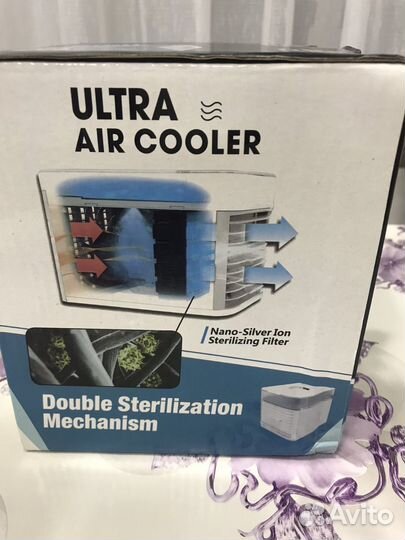 ULTRA
AIR COOLER
Nano-Silver Ion
Sterilizing Filter
Double Sterilization
Mechanism
Avito